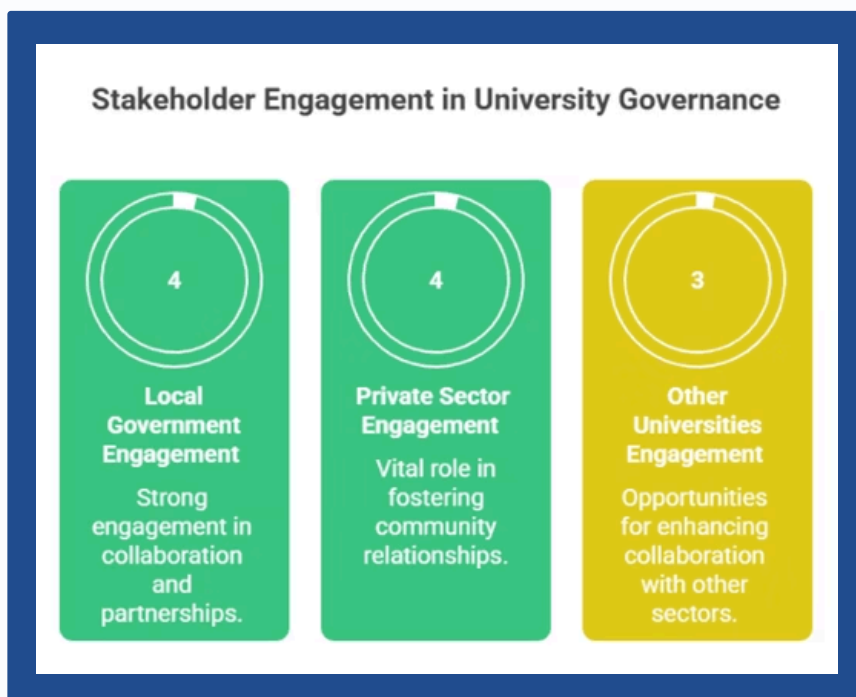 Stakeholder Engagement in University Governance
4
Local
Government
Engagement
Strong
engagement in
collaboration
and
partnerships.
4
Private Sector
Engagement
Vital role in
fostering
community
relationships.
3
Other
Universities
Engagement
Opportunities
for enhancing
collaboration
with other
sectors.